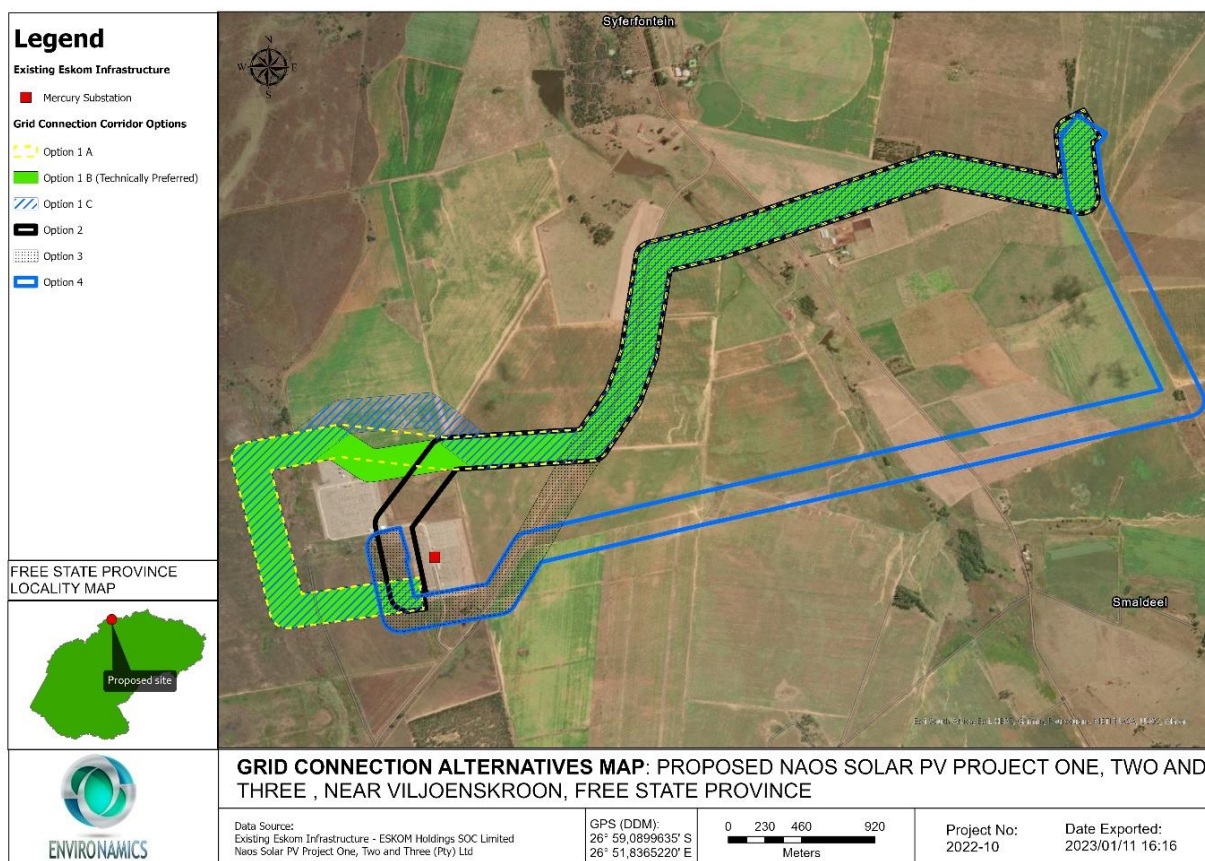 Legend
Existing Eskom Infrastructure
Mercury Substation
Grid Connection Corridor Options
Option 1 A
Option 1 B (Technically Preferred)
Option 1 C
Option 2
Option 3
Option 4
N
W
E
S
Syferfontein
Smaldeel
FREE STATE PROVINCE
LOCALITY MAP
Proposed site
ENVIRONAMICS
GRID CONNECTION ALTERNATIVES MAP: PROPOSED NAOS SOLAR PV PROJECT ONE, TWO AND
THREE , NEAR VILJOENSKROON, FREE STATE PROVINCE
Data Source:
Existing Eskom Infrastructure - ESKOM Holdings SOC Limited
Naos Solar PV Project One, Two and Three (Pty) Ltd
GPS (DDM):
26° 59,0899635' S
26° 51,8365220' E
0 230 460 920
Meters
Project No:
2022-10
Date Exported:
2023/01/11 16:16